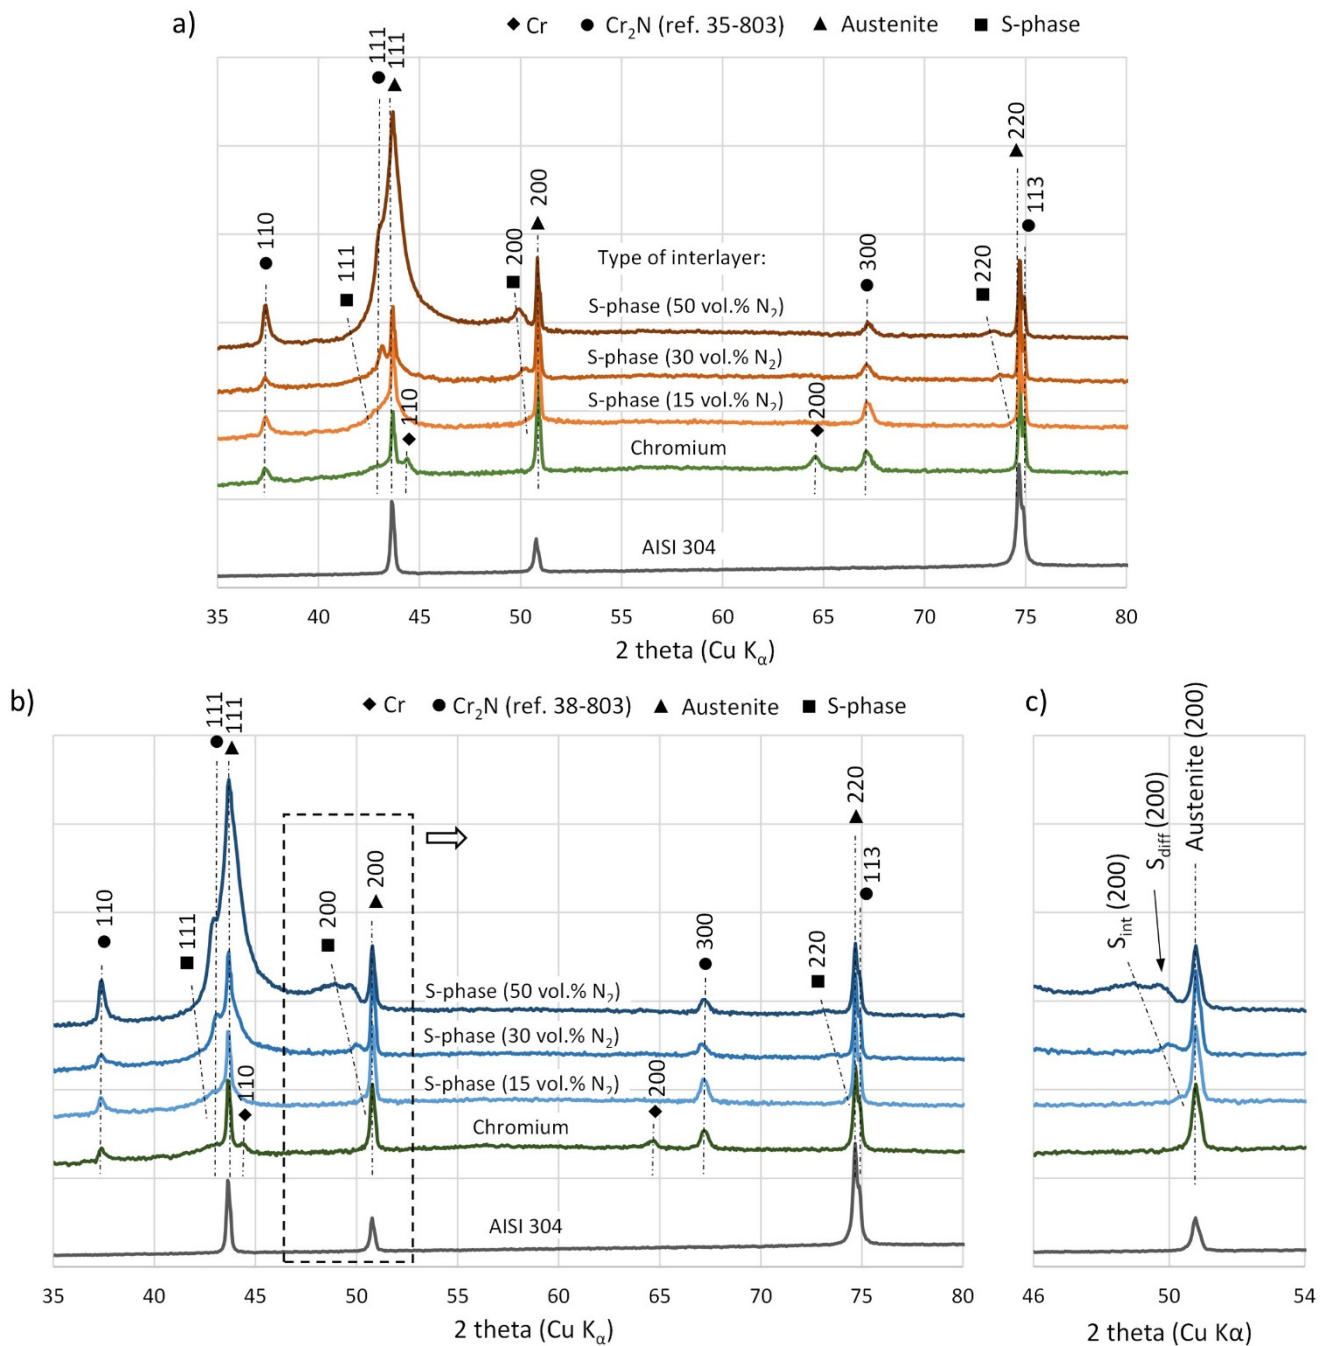 a)
◆ Cr ● Cr₂N (ref. 35-803) ▲ Austenite ■ S-phase
111
111
220
200
113
110
200
300
111
220
Type of interlayer:
S-phase (50 vol.% N₂)
S-phase (30 vol.% N₂)
S-phase (15 vol.% N₂)
110
200
Chromium
AISI 304
35 40 45 50 55 60 65 70 75 80
2 theta (Cu Kα)
b)
◆ Cr ● Cr₂N (ref. 38-803) ▲ Austenite ■ S-phase
111
111
220
113
200
110
200
300
111
220
S-phase (50 vol.% N₂)
S-phase (30 vol.% N₂)
S-phase (15 vol.% N₂)
110
200
Chromium
AISI 304
35 40 45 50 55 60 65 70 75 80
2 theta (Cu Kα)
c)
Austenite (200)
S_diff (200)
S_int (200)
46 50 54
2 theta (Cu Kα)